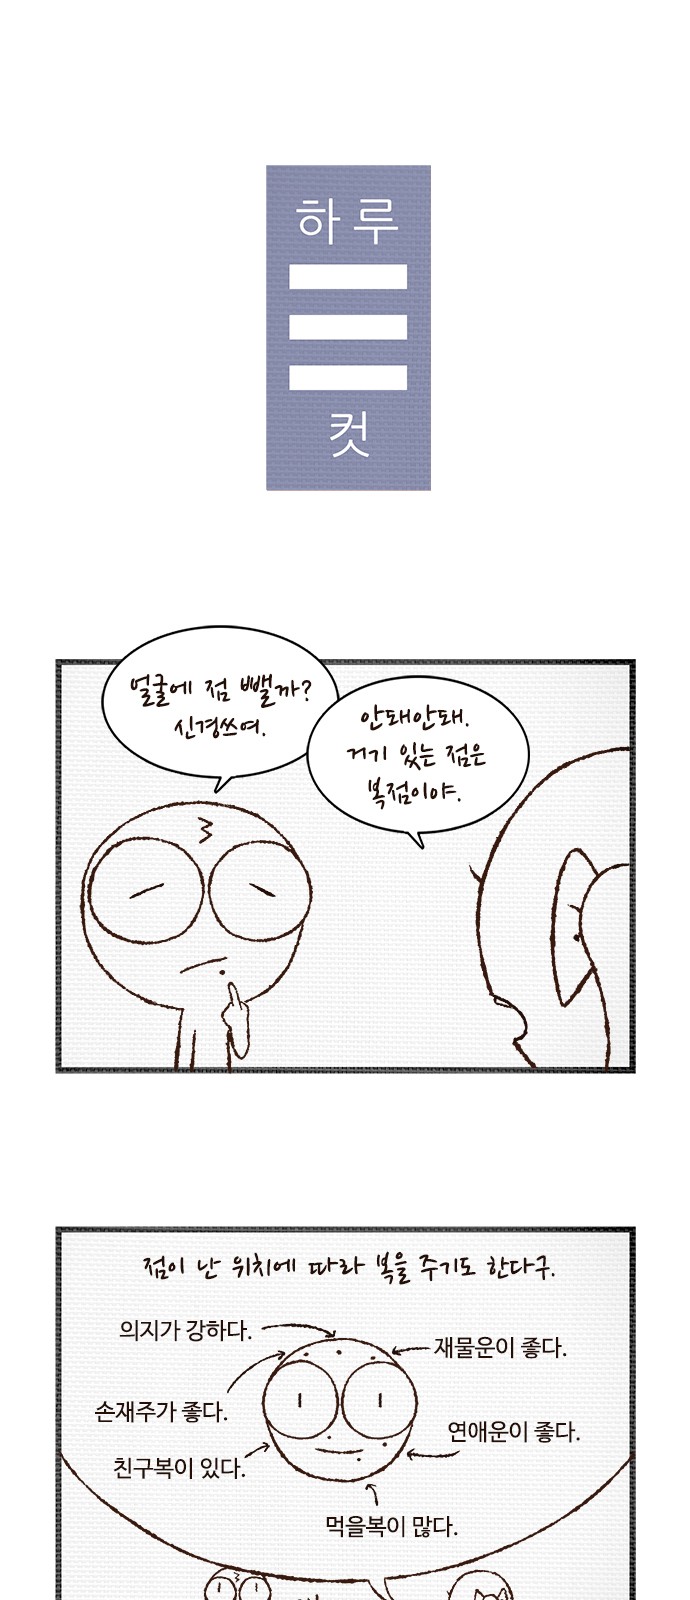 하루
컷
얼굴에 점 뺄까?
신경쓰여.
안돼안돼.
거기 있는 점은
복점이야.
점이 난 위치에 따라 복을 주기도 한다구.
의지가 강하다.
재물운이 좋다.
손재주가 좋다.
연애운이 좋다.
친구복이 있다.
먹을복이 많다.